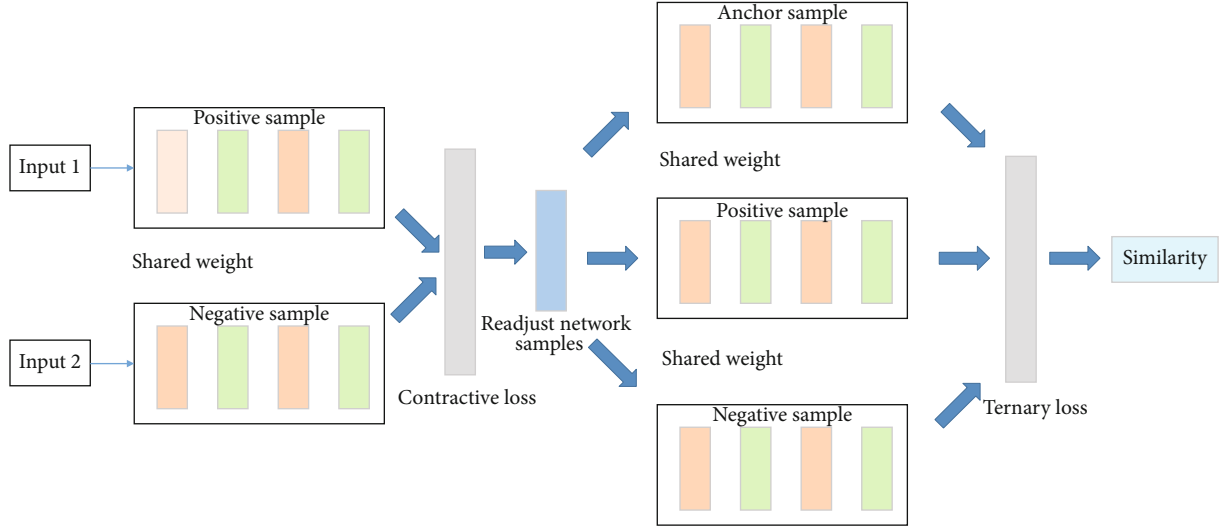 Input 1
Positive sample
Shared weight
Input 2
Negative sample
Contractive loss
Readjust network
samples
Anchor sample
Shared weight
Positive sample
Shared weight
Negative sample
Ternary loss
Similarity